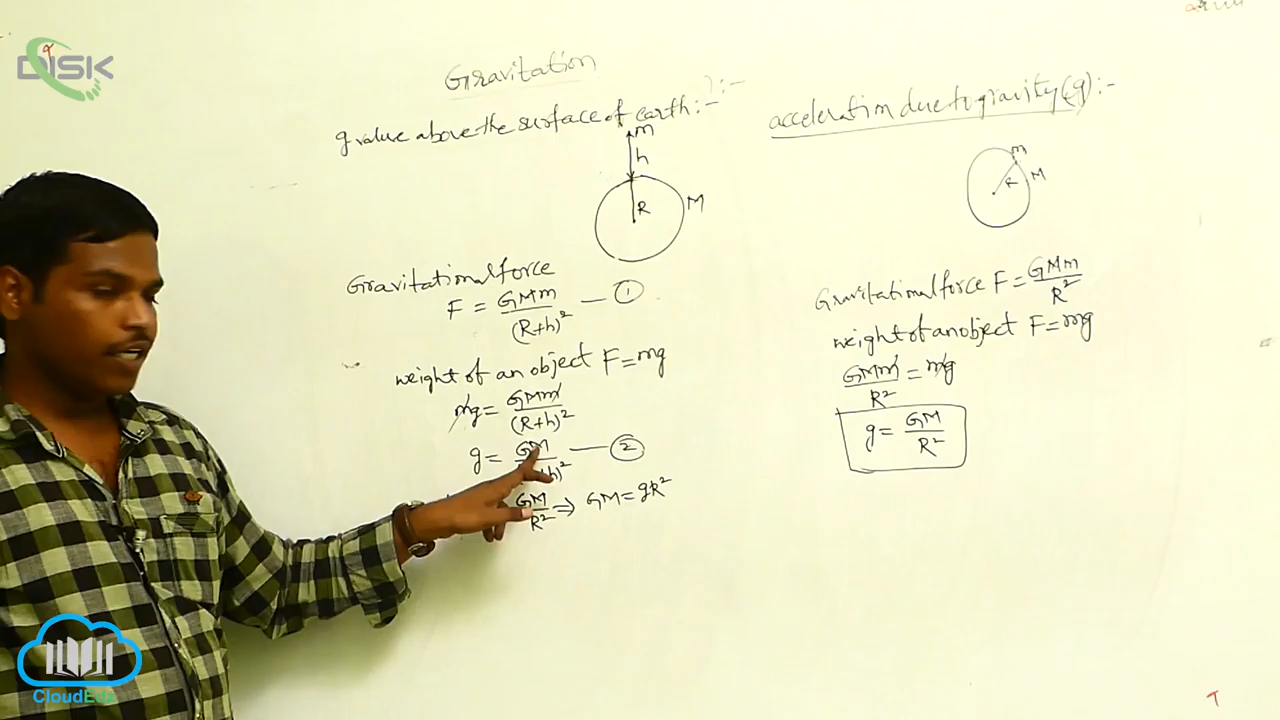 DISK
Gravitation
g value above the surface of earth:-
m
h
R
M
Gravitational force
F = GMm/(R+h)² — ①
weight of an object F=mg
mg = GMm/(R+h)²
g = GM/(R+h)² — ②
GM/R² ⇒ GM = gR²
acceleration due to gravity (g):-
m
R
M
Gravitational force F = GMm/R²
weight of an object F=mg
GMm/R² = mg
g = GM/R²